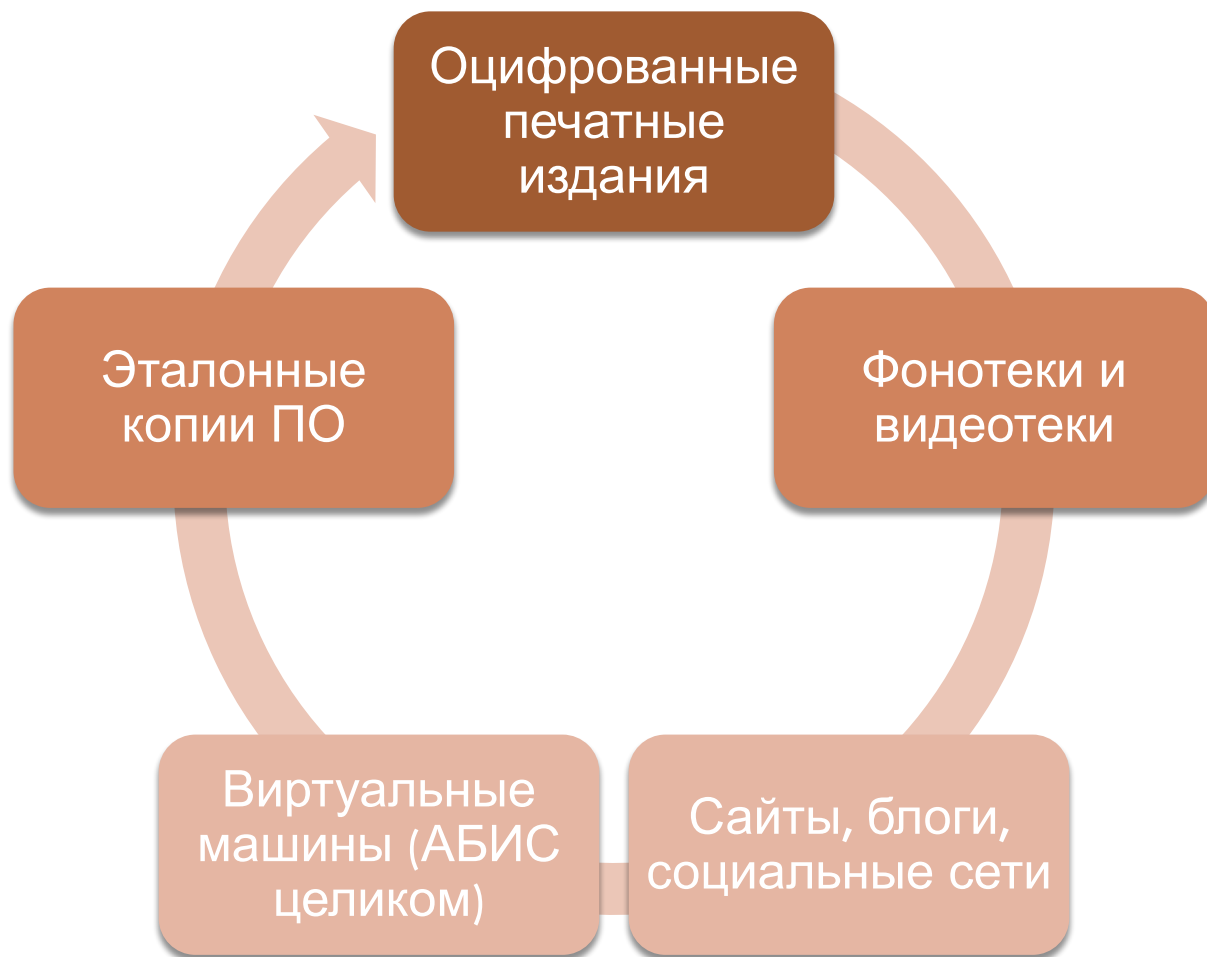 Оцифрованные
печатные
издания
Фонотеки и
видеотеки
Сайты, блоги,
социальные сети
Виртуальные
машины (АБИС
целиком)
Эталонные
копии ПО